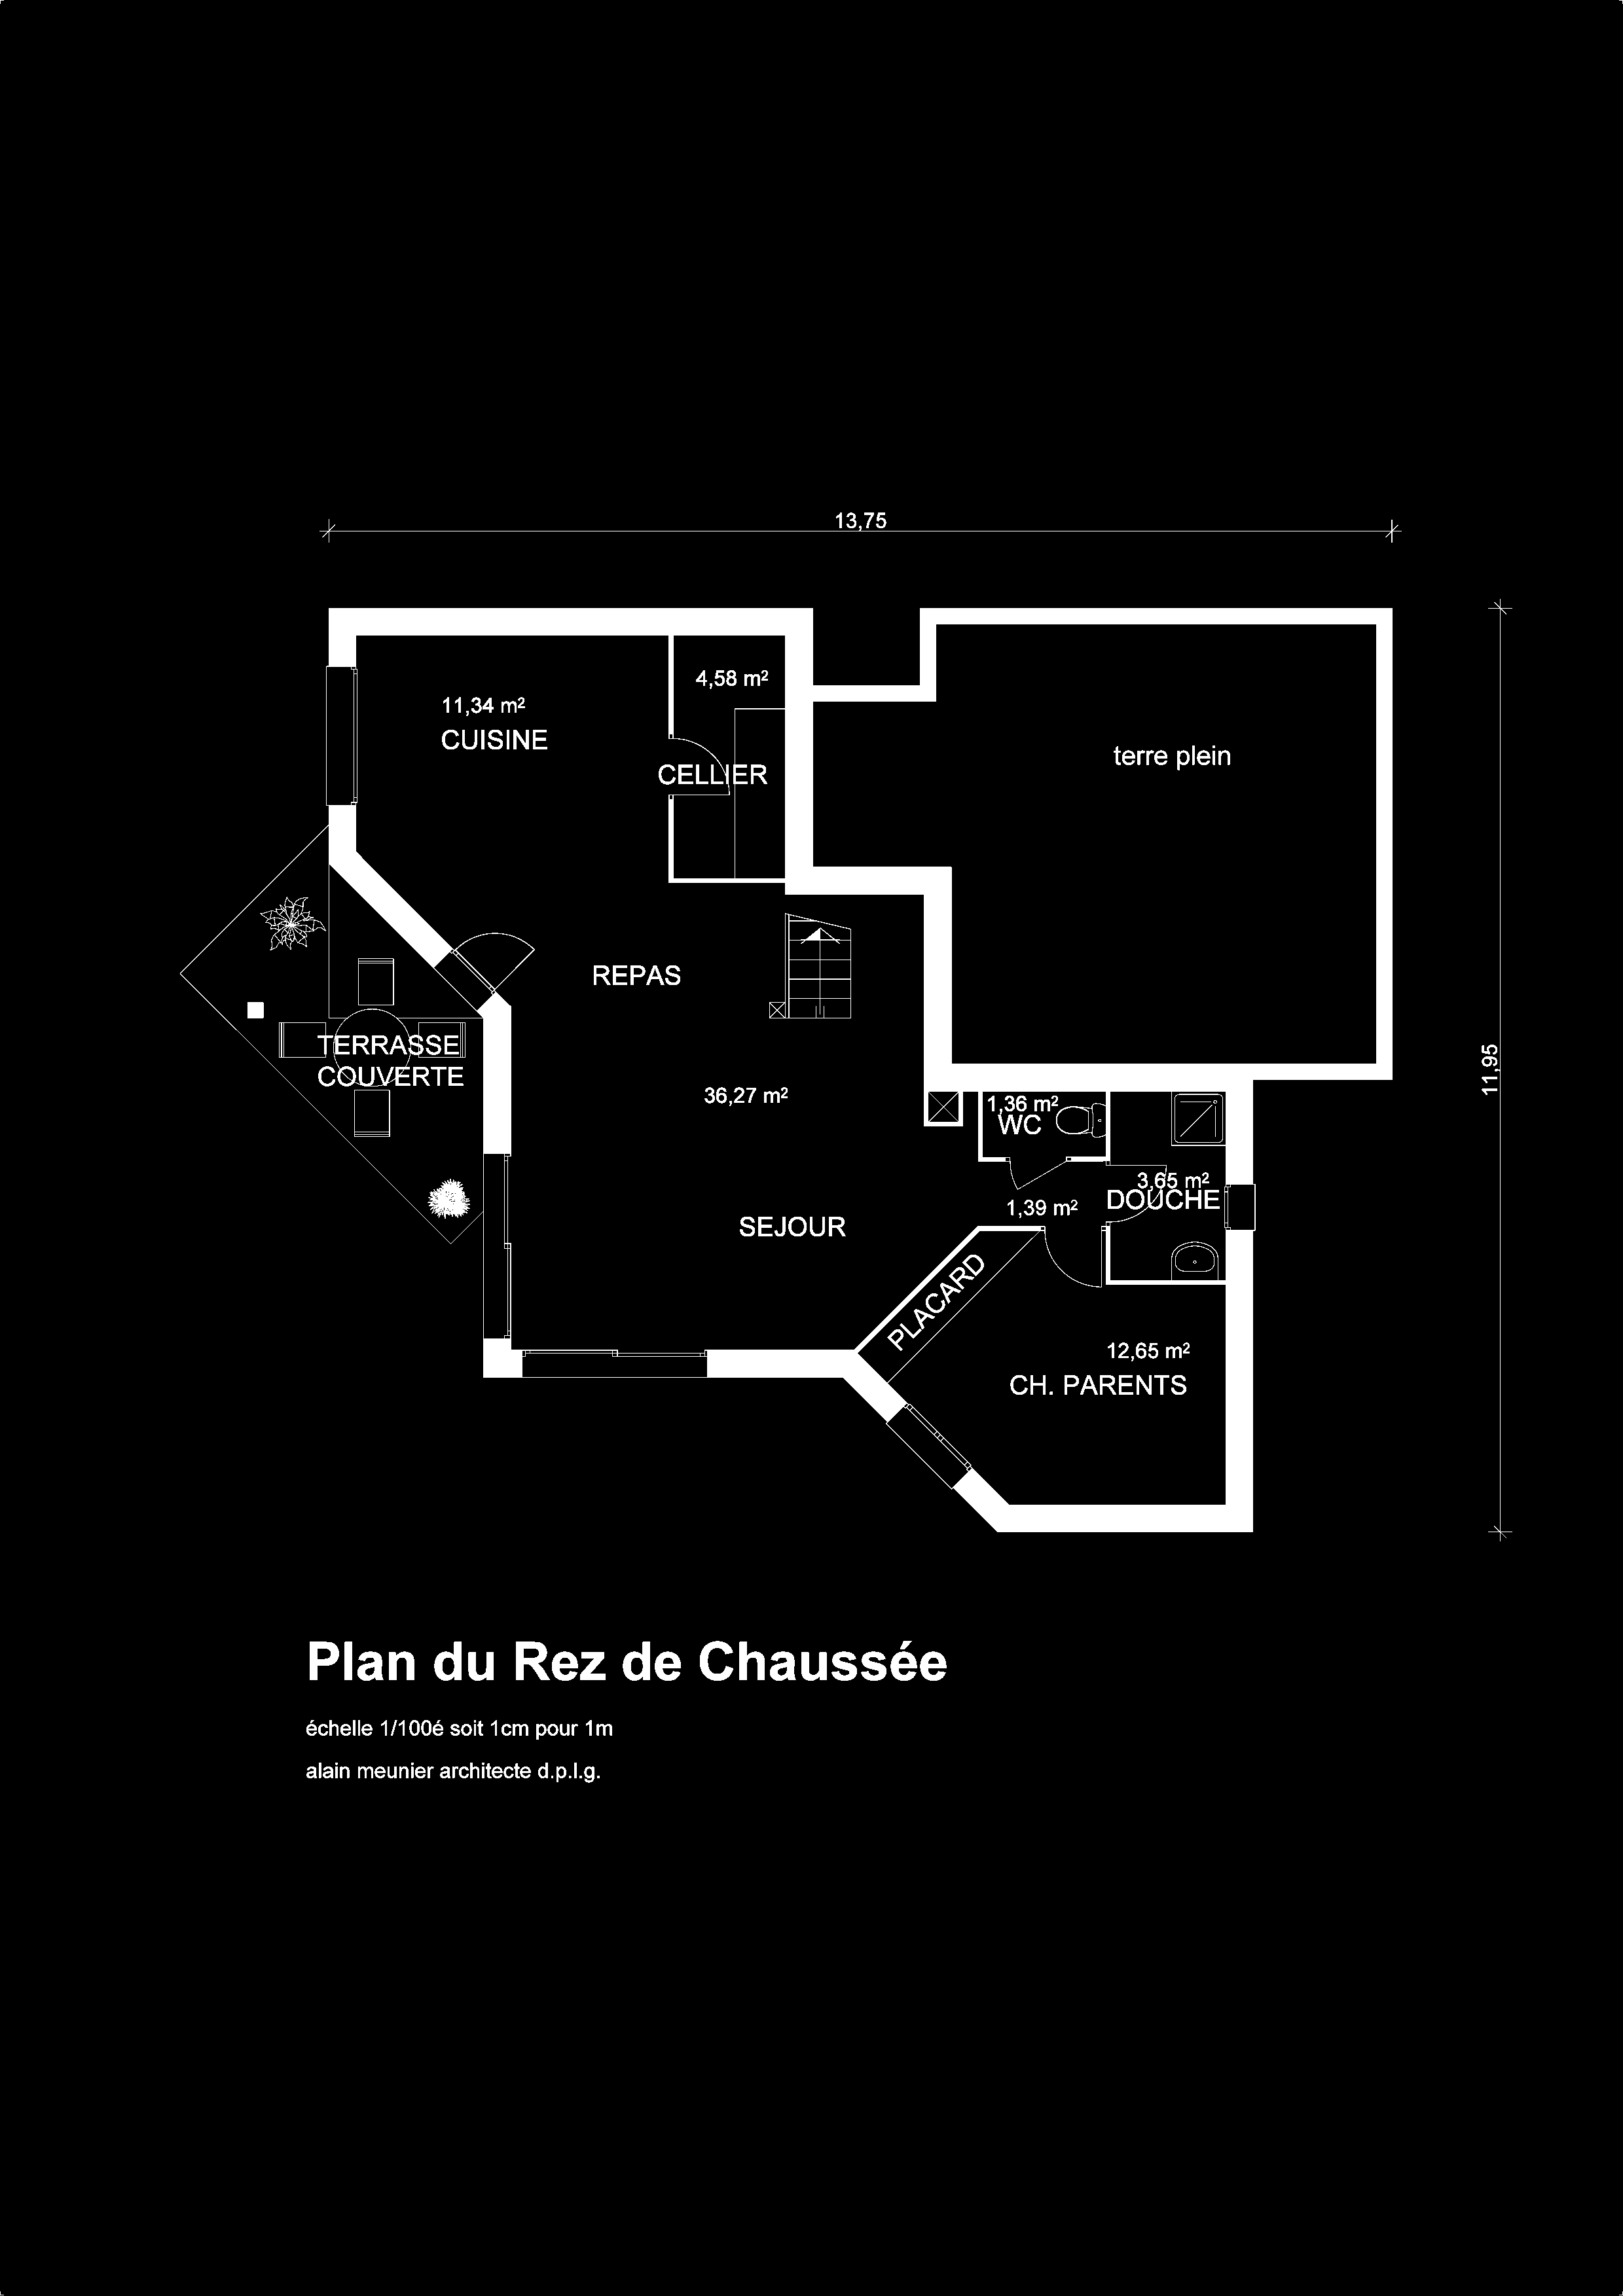 13,75
4,58 m²
11,34 m²
CUISINE
CELLIER
terre plein
REPAS
TERRASSE
COUVERTE
11,95
36,27 m²
1,36 m²
WC
3,65 m²
DOUCHE
1,39 m²
SEJOUR
PLACARD
12,65 m²
CH. PARENTS
Plan du Rez de Chaussée
échelle 1/100é soit 1cm pour 1m
alain meunier architecte d.p.l.g.